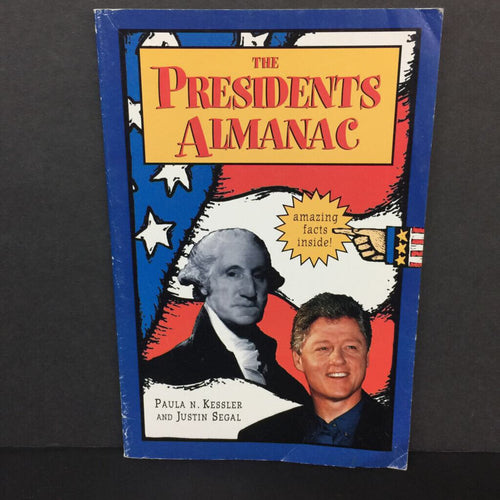 THE
PRESIDENTS
ALMANAC
amazing
facts
inside!
PAULA N. KESSLER
AND JUSTIN SEGAL